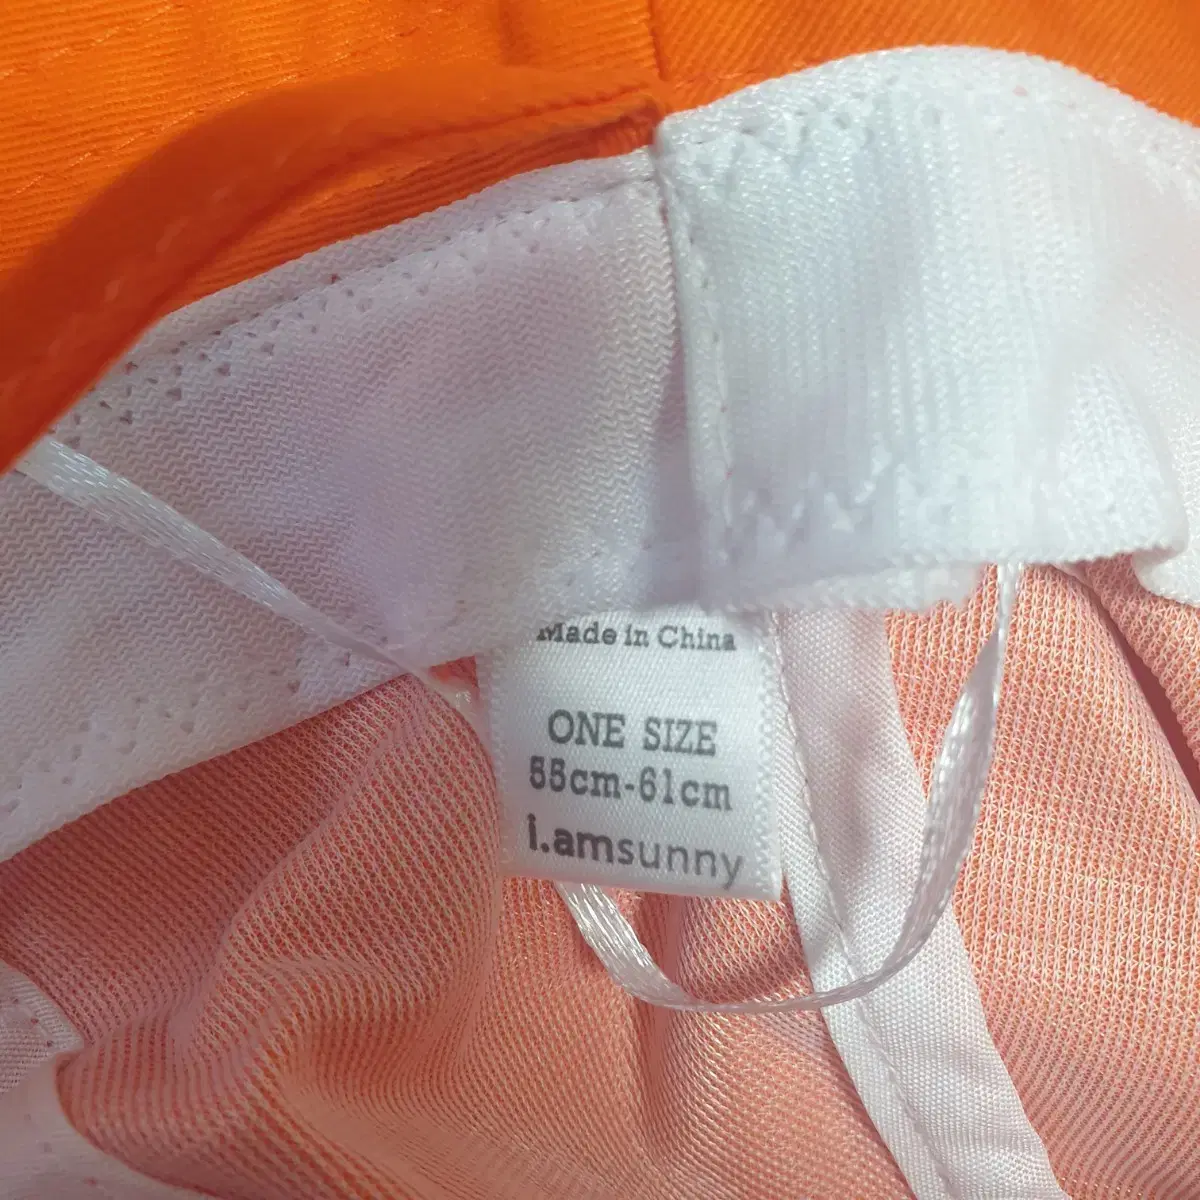 Made in China
ONE SIZE
55cm-61cm
i.amsunny